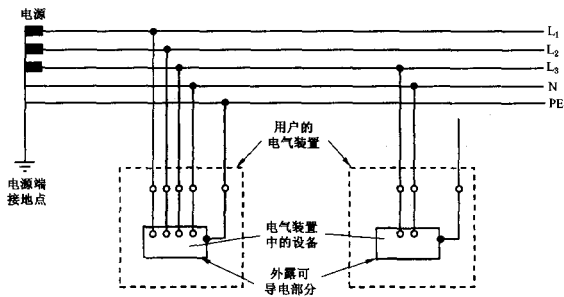 电源
L₁
L₂
L₃
N
PE
用户的
电气装置
电源端
接地点
电气装置
中的设备
外露可
导电部分